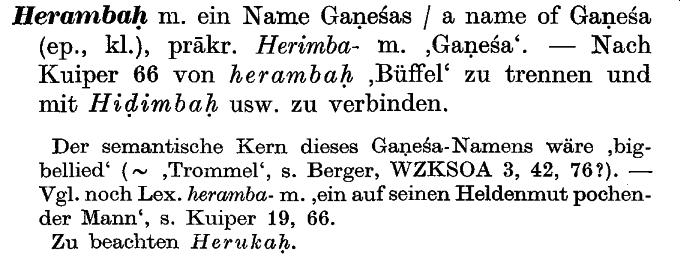 Herambaḥ m. ein Name Gaṇeśas / a name of Gaṇeśa
(ep., kl.), prākr. Herimba- m. ‚Gaṇeśa‘. — Nach
Kuiper 66 von herambaḥ ‚Büffel‘ zu trennen und
mit Hiḍimbaḥ usw. zu verbinden.
Der semantische Kern dieses Gaṇeśa-Namens wäre ‚big-
bellied‘ (~ ‚Trommel‘, s. Berger, WZKSOA 3, 42, 76?). —
Vgl. noch Lex. heramba- m. ‚ein auf seinen Heldenmut pochen-
der Mann‘, s. Kuiper 19, 66.
Zu beachten Herukaḥ.